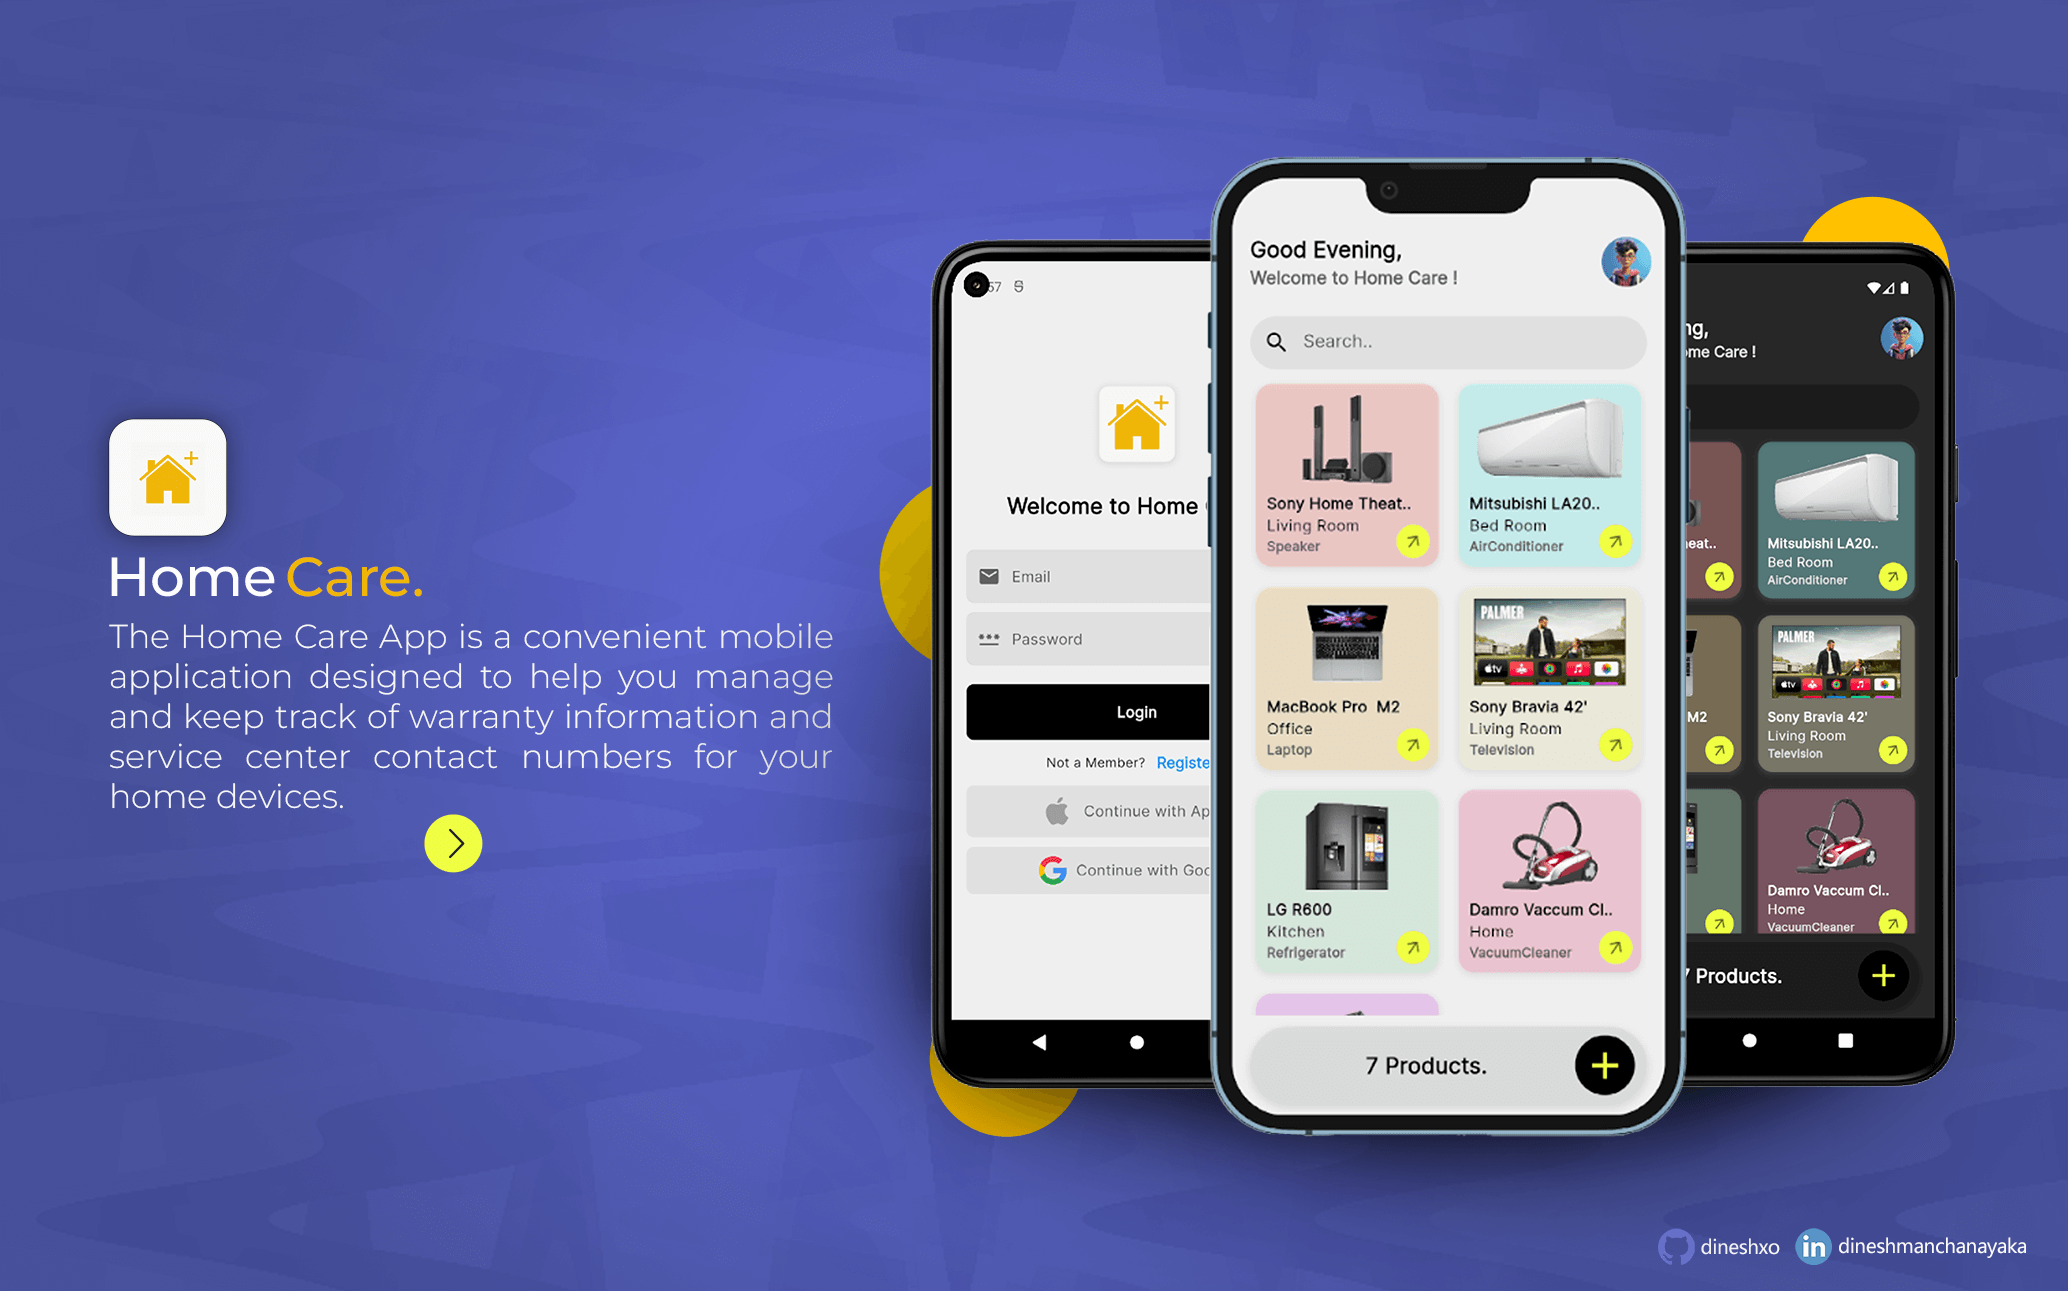 Home Care.
The Home Care App is a convenient mobile
application designed to help you manage
and keep track of warranty information and
service center contact numbers for your
home devices.
57
Welcome to Home
Email
Password
Login
Not a Member? Registe
Continue with Ap
Continue with Goo
Good Evening,
Welcome to Home Care !
Search..
Sony Home Theat..
Living Room
Speaker
Mitsubishi LA20..
Bed Room
AirConditioner
MacBook Pro M2
Office
Laptop
PALMER
tv
Sony Bravia 42'
Living Room
Television
LG R600
Kitchen
Refrigerator
Damro Vaccum Cl..
Home
VacuumCleaner
7 Products.
ng,
ome Care !
eat..
Mitsubishi LA20..
Bed Room
AirConditioner
M2
PALMER
tv
Sony Bravia 42'
Living Room
Television
Damro Vaccum Cl..
Home
VacuumCleaner
7 Products.
dineshxo
in dineshmanchanayaka